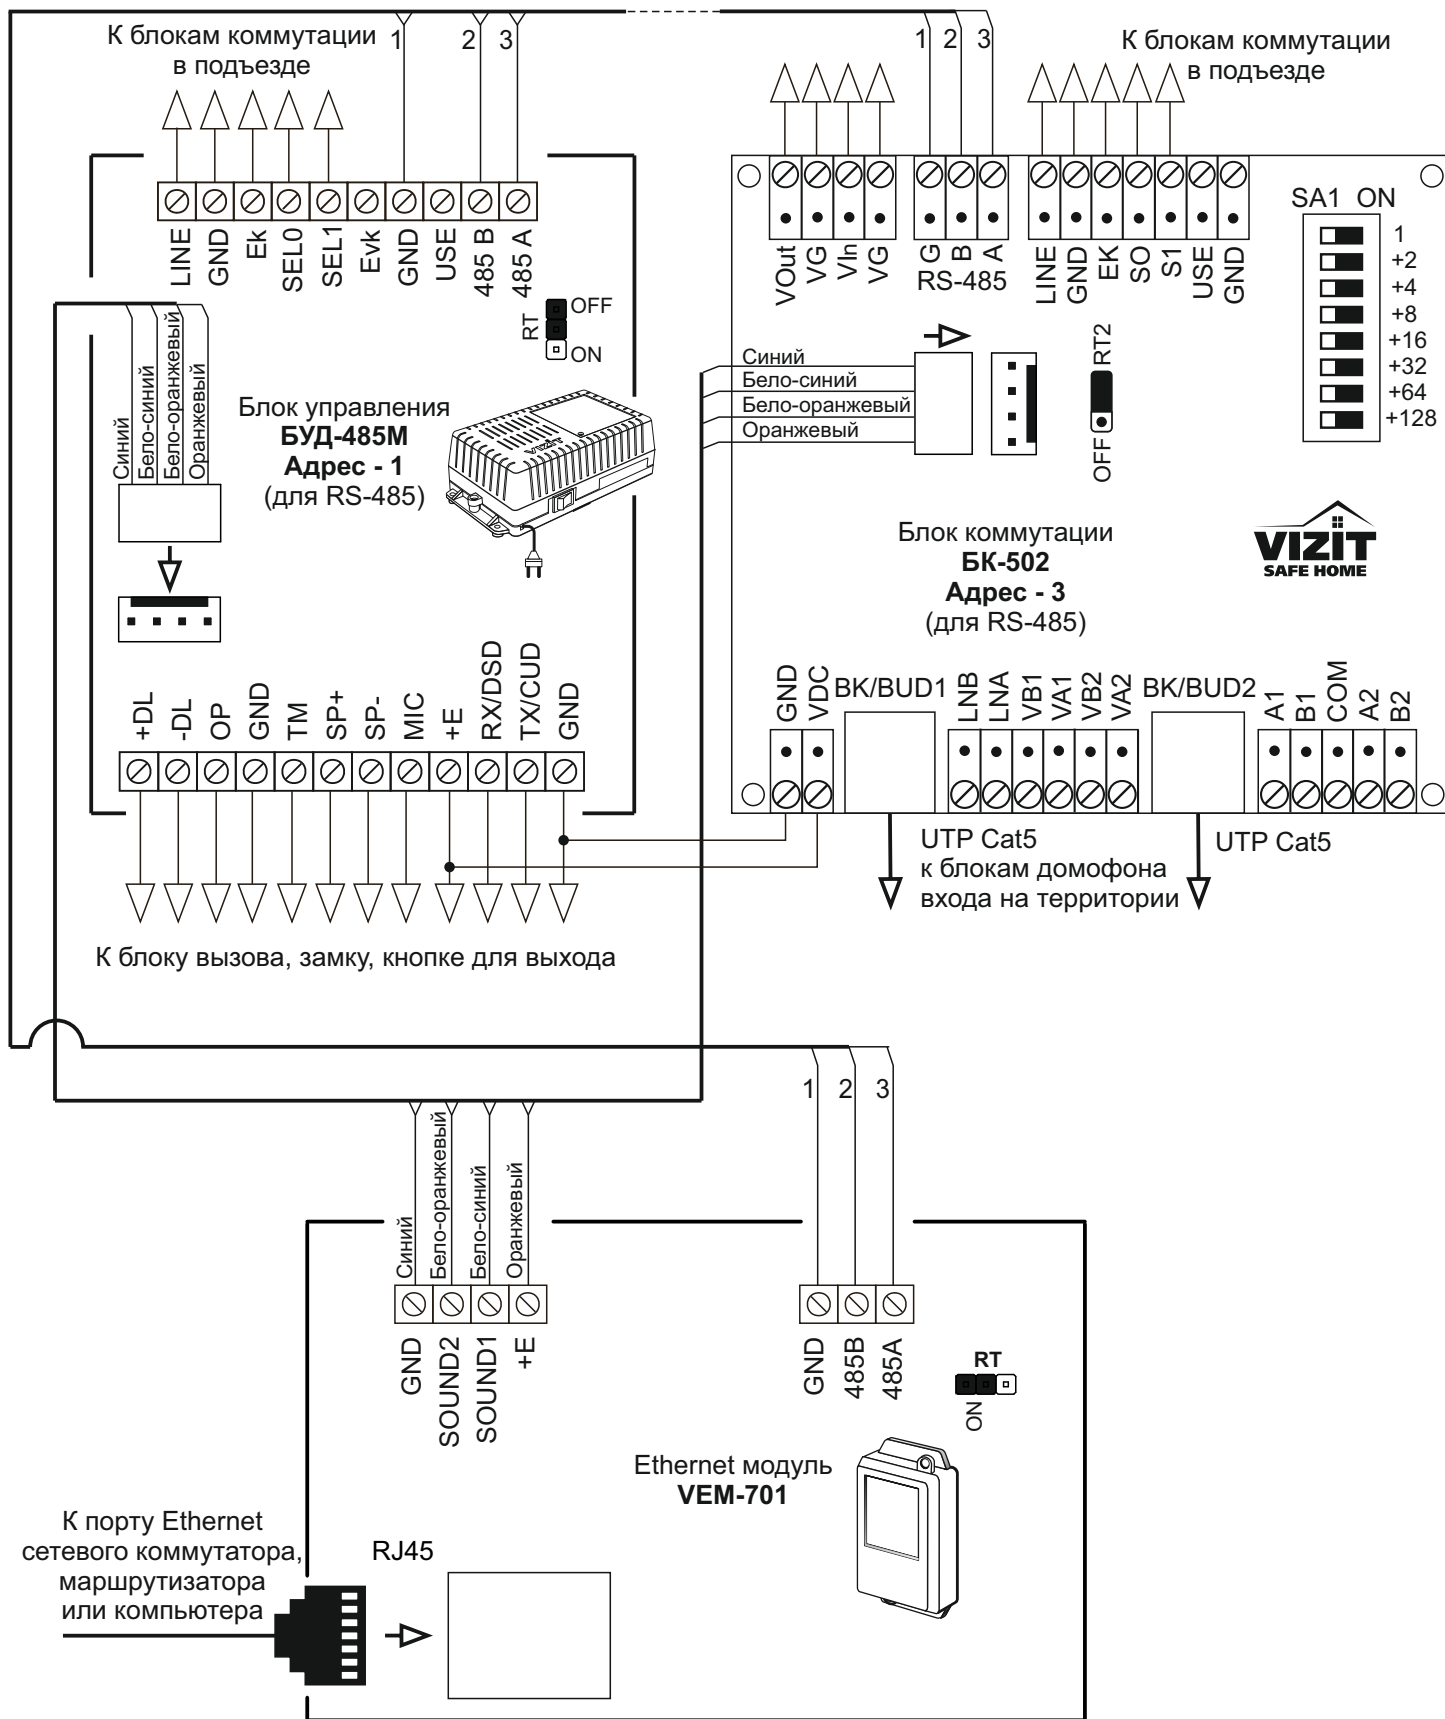 К блокам коммутации
в подъезде
1
2
3
1
2
3
К блокам коммутации
в подъезде
LINE
GND
Ek
SEL0
SEL1
Evk
GND
USE
485 B
485 A
RT
OFF
ON
Синий
Бело-синий
Бело-оранжевый
Оранжевый
Блок управления
БУД-485М
Адрес - 1
(для RS-485)
VIZIT
+DL
-DL
OP
GND
TM
SP+
SP-
MIC
+E
RX/DSD
TX/CUD
GND
К блоку вызова, замку, кнопке для выхода
VOut
VG
VIn
VG
G
B
A
RS-485
LINE
GND
EK
SO
S1
USE
GND
SA1 ON
1
+2
+4
+8
+16
+32
+64
+128
Синий
Бело-синий
Бело-оранжевый
Оранжевый
OFF
RT2
Блок коммутации
БК-502
Адрес - 3
(для RS-485)
VIZIT
SAFE HOME
GND
VDC
BK/BUD1
LNB
LNA
VB1
VA1
VB2
VA2
BK/BUD2
A1
B1
COM
A2
B2
UTP Cat5
к блокам домофона
входа на территории
UTP Cat5
1
2
3
Синий
Бело-оранжевый
Бело-синий
Оранжевый
GND
SOUND2
SOUND1
+E
GND
485B
485A
RT
ON
Ethernet модуль
VEM-701
К порту Ethernet
сетевого коммутатора,
маршрутизатора
или компьютера
RJ45